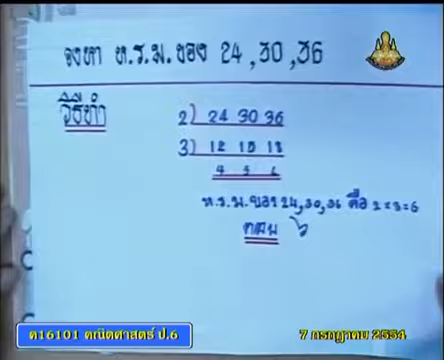 จงหา ห.ร.ม. ของ 24, 30, 36
วิธีทำ
2) 24 30 36
3) 12 15 18
4 5 6
ห.ร.ม. ของ 24, 30, 36 คือ 2 × 3 = 6
ตอบ ๖
ค16101 คณิตศาสตร์ ป.6
7 กรกฎาคม 2554